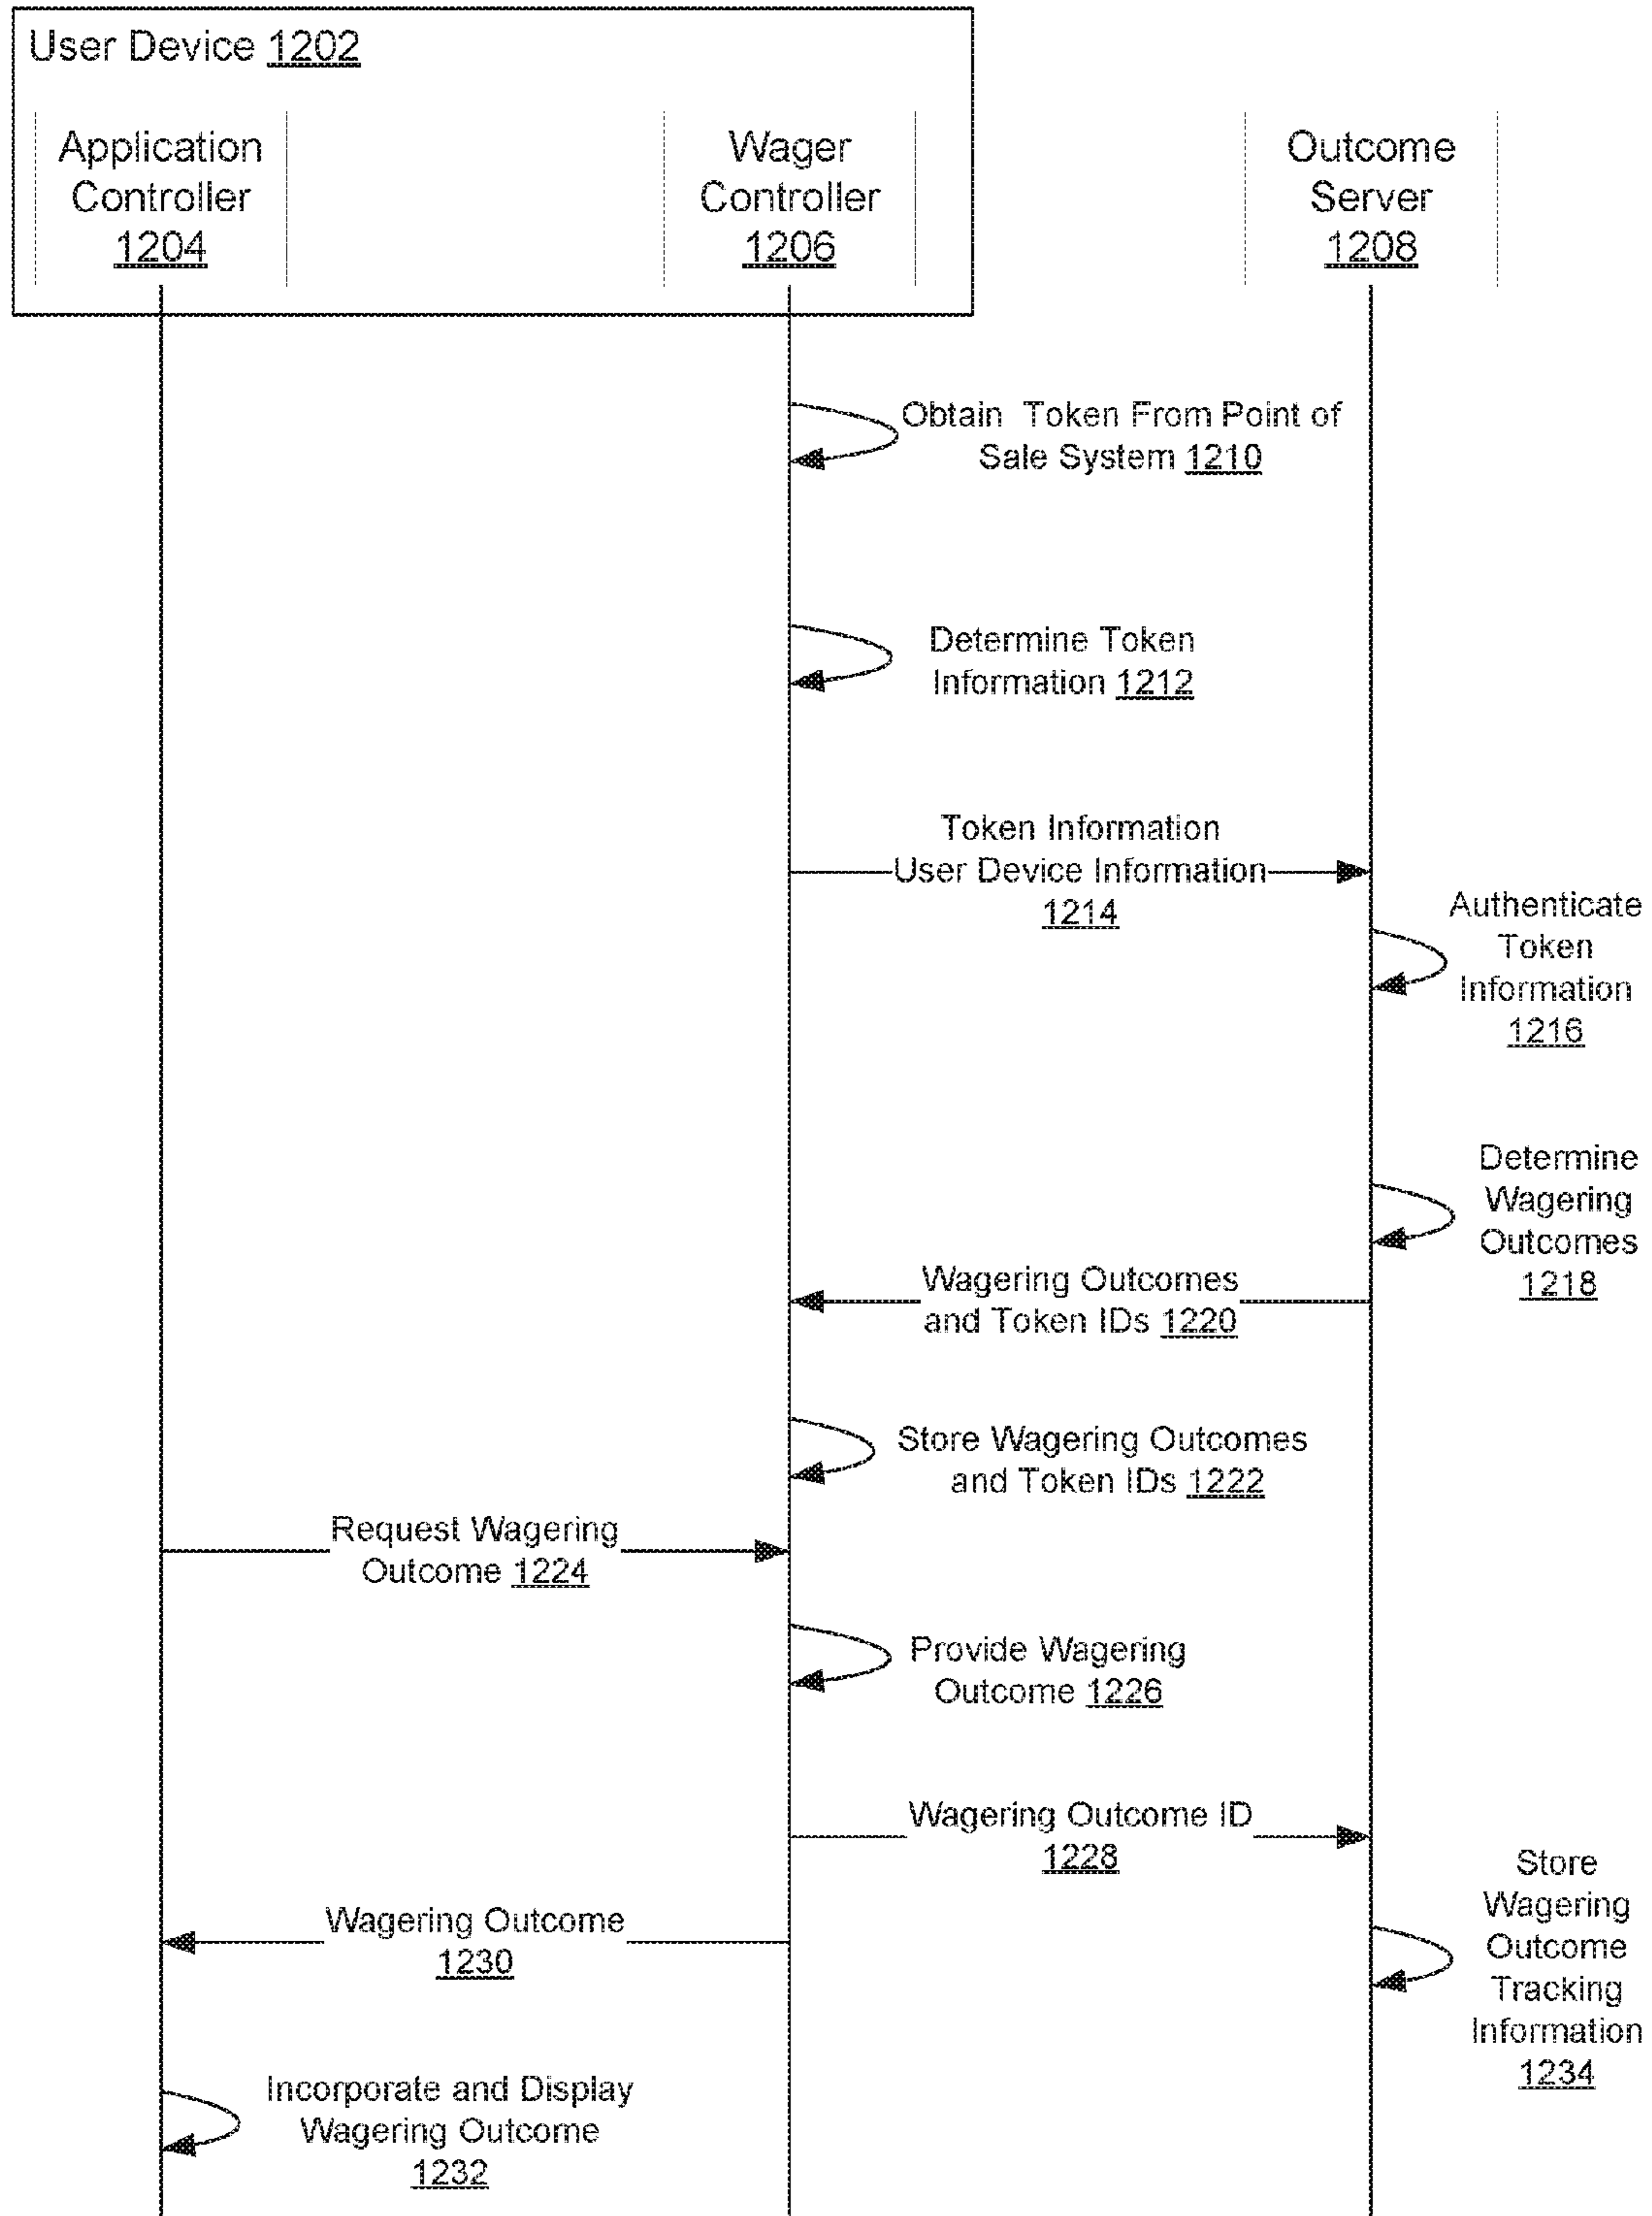 User Device 1202
Application
Controller
1204
Wager
Controller
1206
Outcome
Server
1208
Obtain Token From Point of
Sale System 1210
Determine Token
Information 1212
Token Information
User Device Information
1214
Authenticate
Token
Information
1216
Determine
Wagering
Outcomes
1218
Wagering Outcomes
and Token IDs 1220
Store Wagering Outcomes
and Token IDs 1222
Request Wagering
Outcome 1224
Provide Wagering
Outcome 1226
Wagering Outcome ID
1228
Store
Wagering
Outcome
Tracking
Information
1234
Wagering Outcome
1230
Incorporate and Display
Wagering Outcome
1232